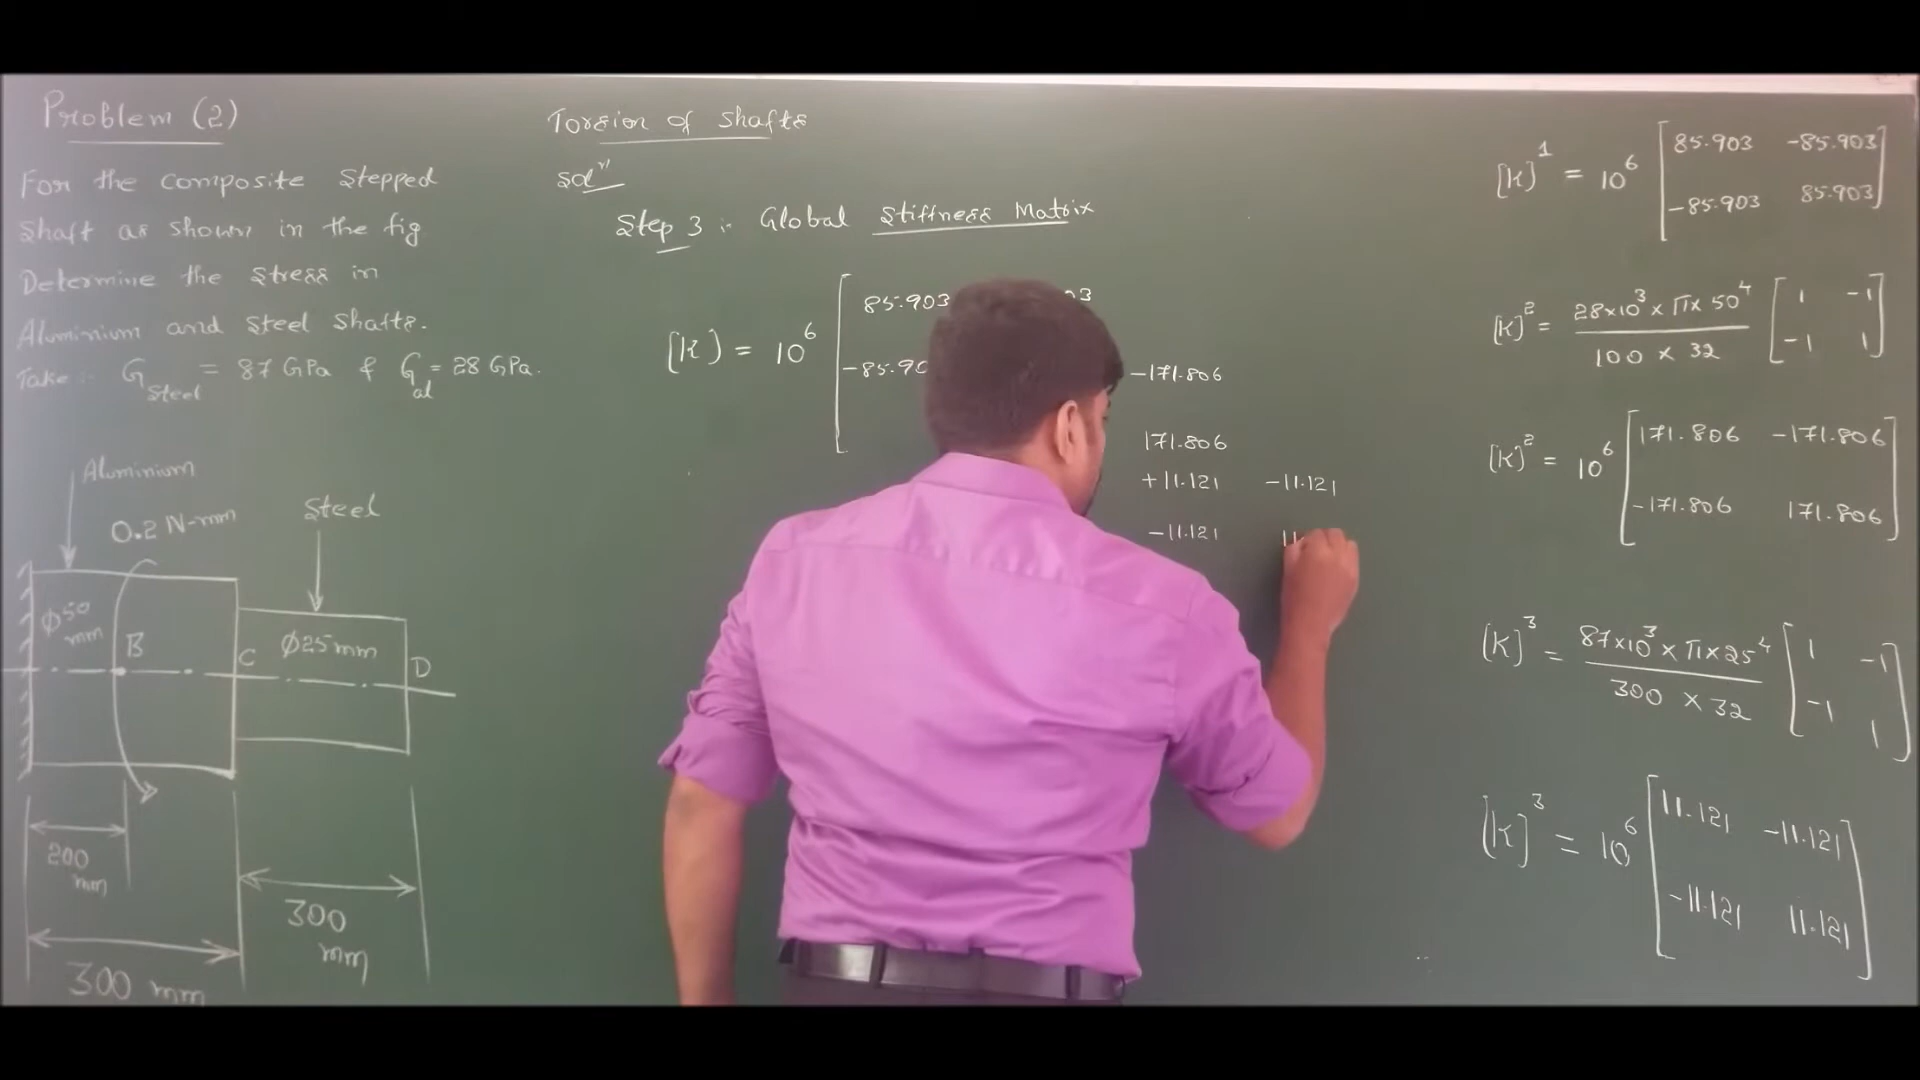 Problem (2)
For the composite stepped
shaft as shown in the fig
Determine the stress in
Aluminium and steel shafts.
Take :- G steel = 87 GPa & G al = 28 GPa.
Aluminium
0.2 N-mm
Steel
ϕ50 mm
B
C
ϕ25mm
D
200 mm
300 mm
300 mm
Torsion of shafts
Solⁿ
Step 3 :- Global Stiffness Matrix
[K] = 10⁶
85.903
-85.90
-171.806
171.806
+11.121 -11.121
-11.121
[K]¹ = 10⁶ [85.903 -85.903
-85.903 85.903]
[K]² = 28×10³ × π × 50⁴ / 100 × 32 [1 -1
-1 1]
[K]² = 10⁶ [171.806 -171.806
-171.806 171.806]
[K]³ = 87×10³ × π × 25⁴ / 300 × 32 [1 -1
-1 1]
[K]³ = 10⁶ [11.121 -11.121
-11.121 11.121]